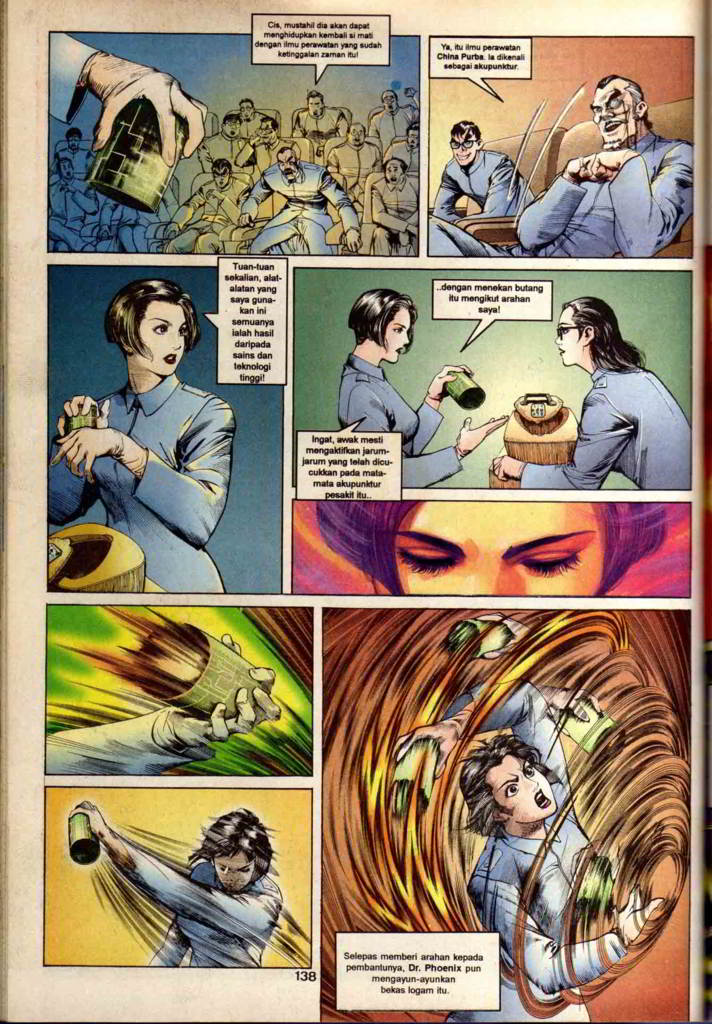 Cis, mustahil dia akan dapat
menghidupkan kembali si mati
dengan ilmu perawatan yang sudah
ketinggalan zaman itu!
Ya, itu ilmu perawatan
China Purba. Ia dikenali
sebagai akupunktur.
Tuan-tuan
sekalian, alat-
alatan yang
saya guna-
kan ini
semuanya
ialah hasil
daripada
sains dan
teknologi
tinggi!
Ingat, awak mesti
mengaktifkan jarum-
jarum yang telah dicu-
cukkan pada mata-
mata akupunktur
pesakit itu..
..dengan menekan butang
itu mengikut arahan
saya!
Selepas memberi arahan kepada
pembantunya, Dr. Phoenix pun
mengayun-ayunkan
bekas logam itu.
138